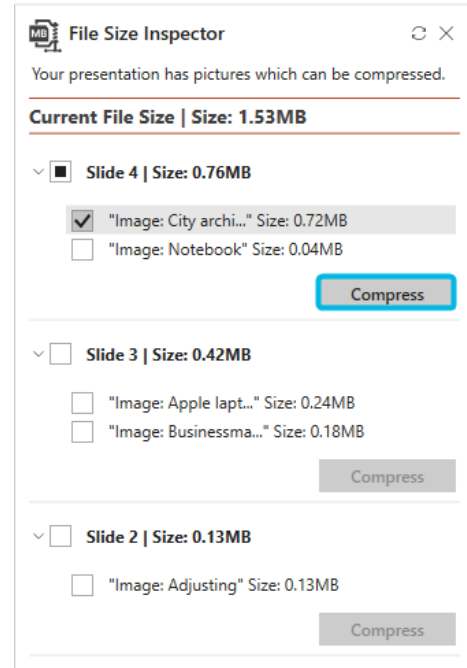 MB
File Size Inspector
Your presentation has pictures which can be compressed.
Current File Size | Size: 1.53MB
Slide 4 | Size: 0.76MB
"Image: City archi..." Size: 0.72MB
"Image: Notebook" Size: 0.04MB
Compress
Slide 3 | Size: 0.42MB
"Image: Apple lapt..." Size: 0.24MB
"Image: Businessma..." Size: 0.18MB
Compress
Slide 2 | Size: 0.13MB
"Image: Adjusting" Size: 0.13MB
Compress